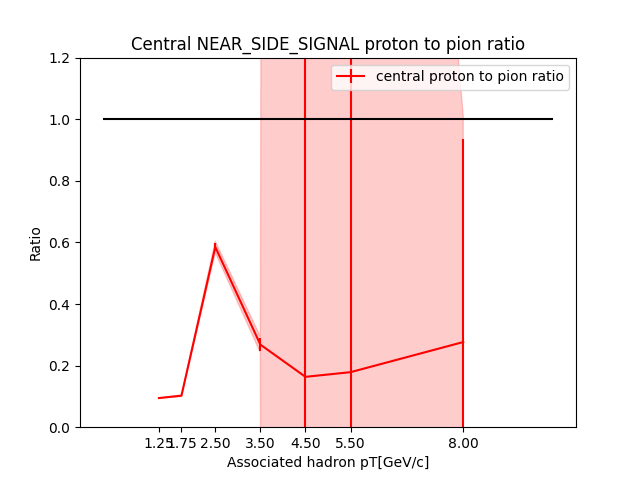 Central NEAR_SIDE_SIGNAL proton to pion ratio
central proton to pion ratio
Ratio
1.2
1.0
0.8
0.6
0.4
0.2
0.0
1.25 1.75 2.50 3.50 4.50 5.50 8.00
Associated hadron pT[GeV/c]